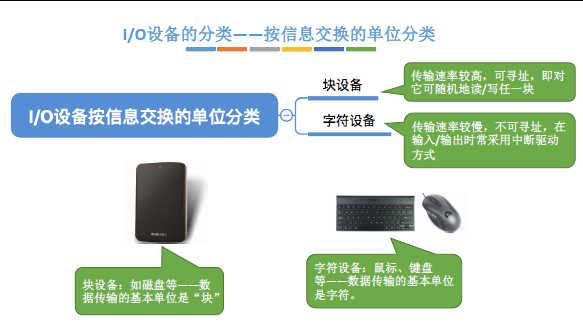 I/O设备的分类——按信息交换的单位分类
I/O设备按信息交换的单位分类
块设备
传输速率较高，可寻址，即对
它可随机地读/写任一块
字符设备
传输速率较慢，不可寻址，在
输入/输出时常采用中断驱动
方式
块设备：如磁盘等——数
据传输的基本单位是“块”
字符设备：鼠标、键盘
等——数据传输的基本单位
是字符。